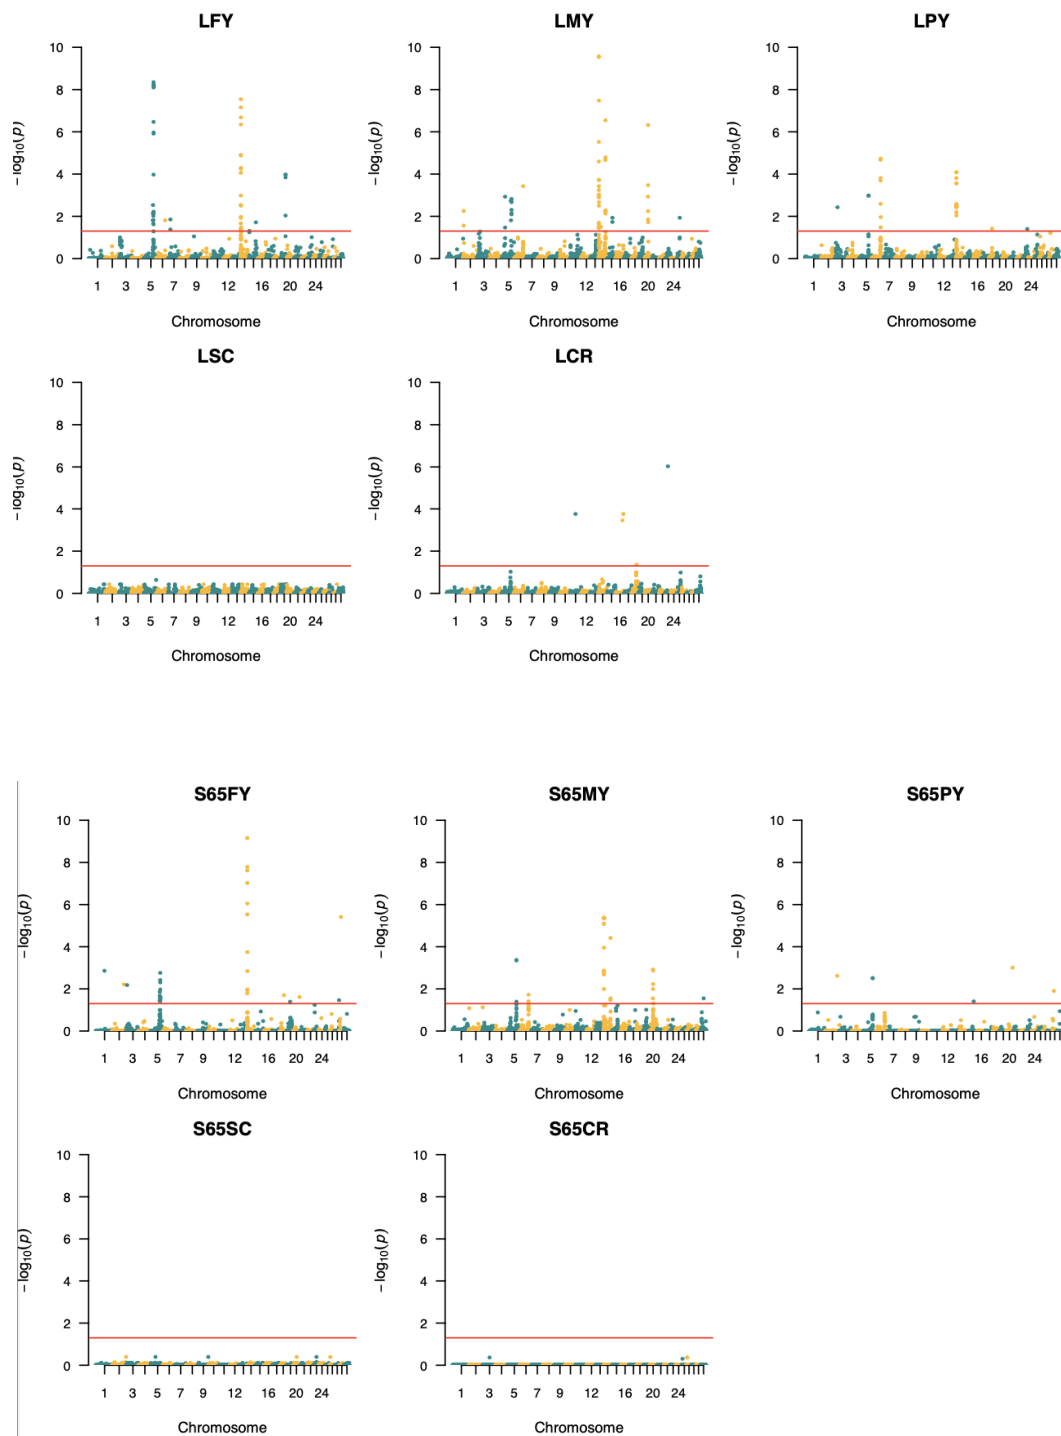 LFY LMY LPY
10 10 10
8 8 8
6 6 6
4 4 4
2 2 2
0 0 0
− log10(p) − log10(p) − log10(p)
1 3 5 7 9 12 16 20 24 1 3 5 7 9 12 16 20 24 1 3 5 7 9 12 16 20 24
Chromosome Chromosome Chromosome
LSC LCR
10 10
8 8
6 6
4 4
2 2
0 0
− log10(p) − log10(p)
1 3 5 7 9 12 16 20 24 1 3 5 7 9 12 16 20 24
Chromosome Chromosome
S65FY S65MY S65PY
10 10 10
8 8 8
6 6 6
4 4 4
2 2 2
0 0 0
− log10(p) − log10(p) − log10(p)
1 3 5 7 9 12 16 20 24 1 3 5 7 9 12 16 20 24 1 3 5 7 9 12 16 20 24
Chromosome Chromosome Chromosome
S65SC S65CR
10 10
8 8
6 6
4 4
2 2
0 0
− log10(p) − log10(p)
1 3 5 7 9 12 16 20 24 1 3 5 7 9 12 16 20 24
Chromosome Chromosome